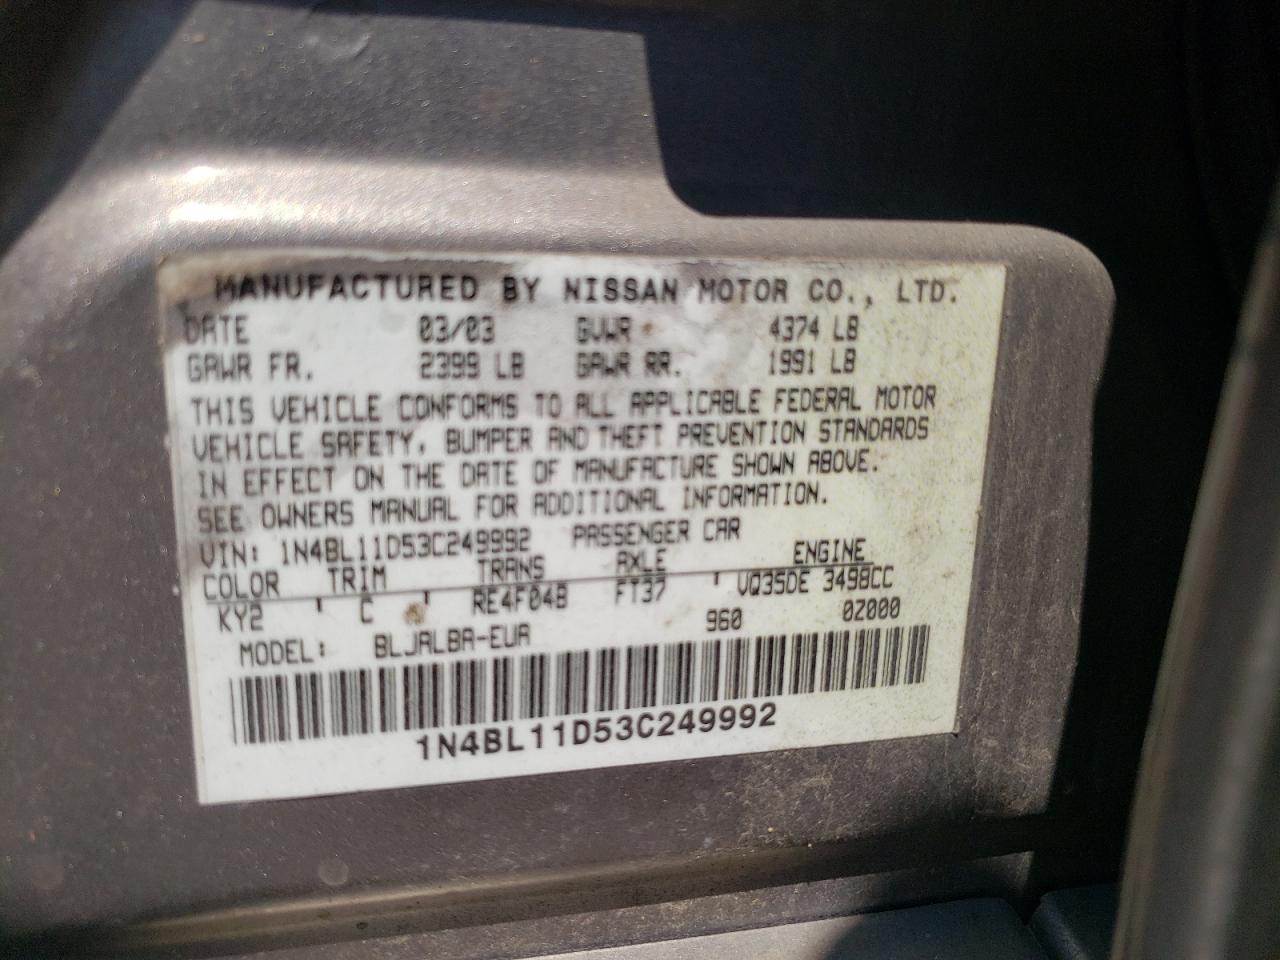 MANUFACTURED BY NISSAN MOTOR CO., LTD.
DATE 03/03 GVWR 4374 LB
GAWR FR. 2399 LB GAWR RR. 1991 LB
THIS VEHICLE CONFORMS TO ALL APPLICABLE FEDERAL MOTOR
VEHICLE SAFETY, BUMPER AND THEFT PREVENTION STANDARDS
IN EFFECT ON THE DATE OF MANUFACTURE SHOWN ABOVE.
SEE OWNERS MANUAL FOR ADDITIONAL INFORMATION.
VIN: 1N4BL11D53C249992 PASSENGER CAR
COLOR TRIM TRANS AXLE ENGINE
KY2 C RE4F04B FT37 VQ35DE 3498CC
MODEL: BLJALBA-EUA 960 0Z000
1N4BL11D53C249992